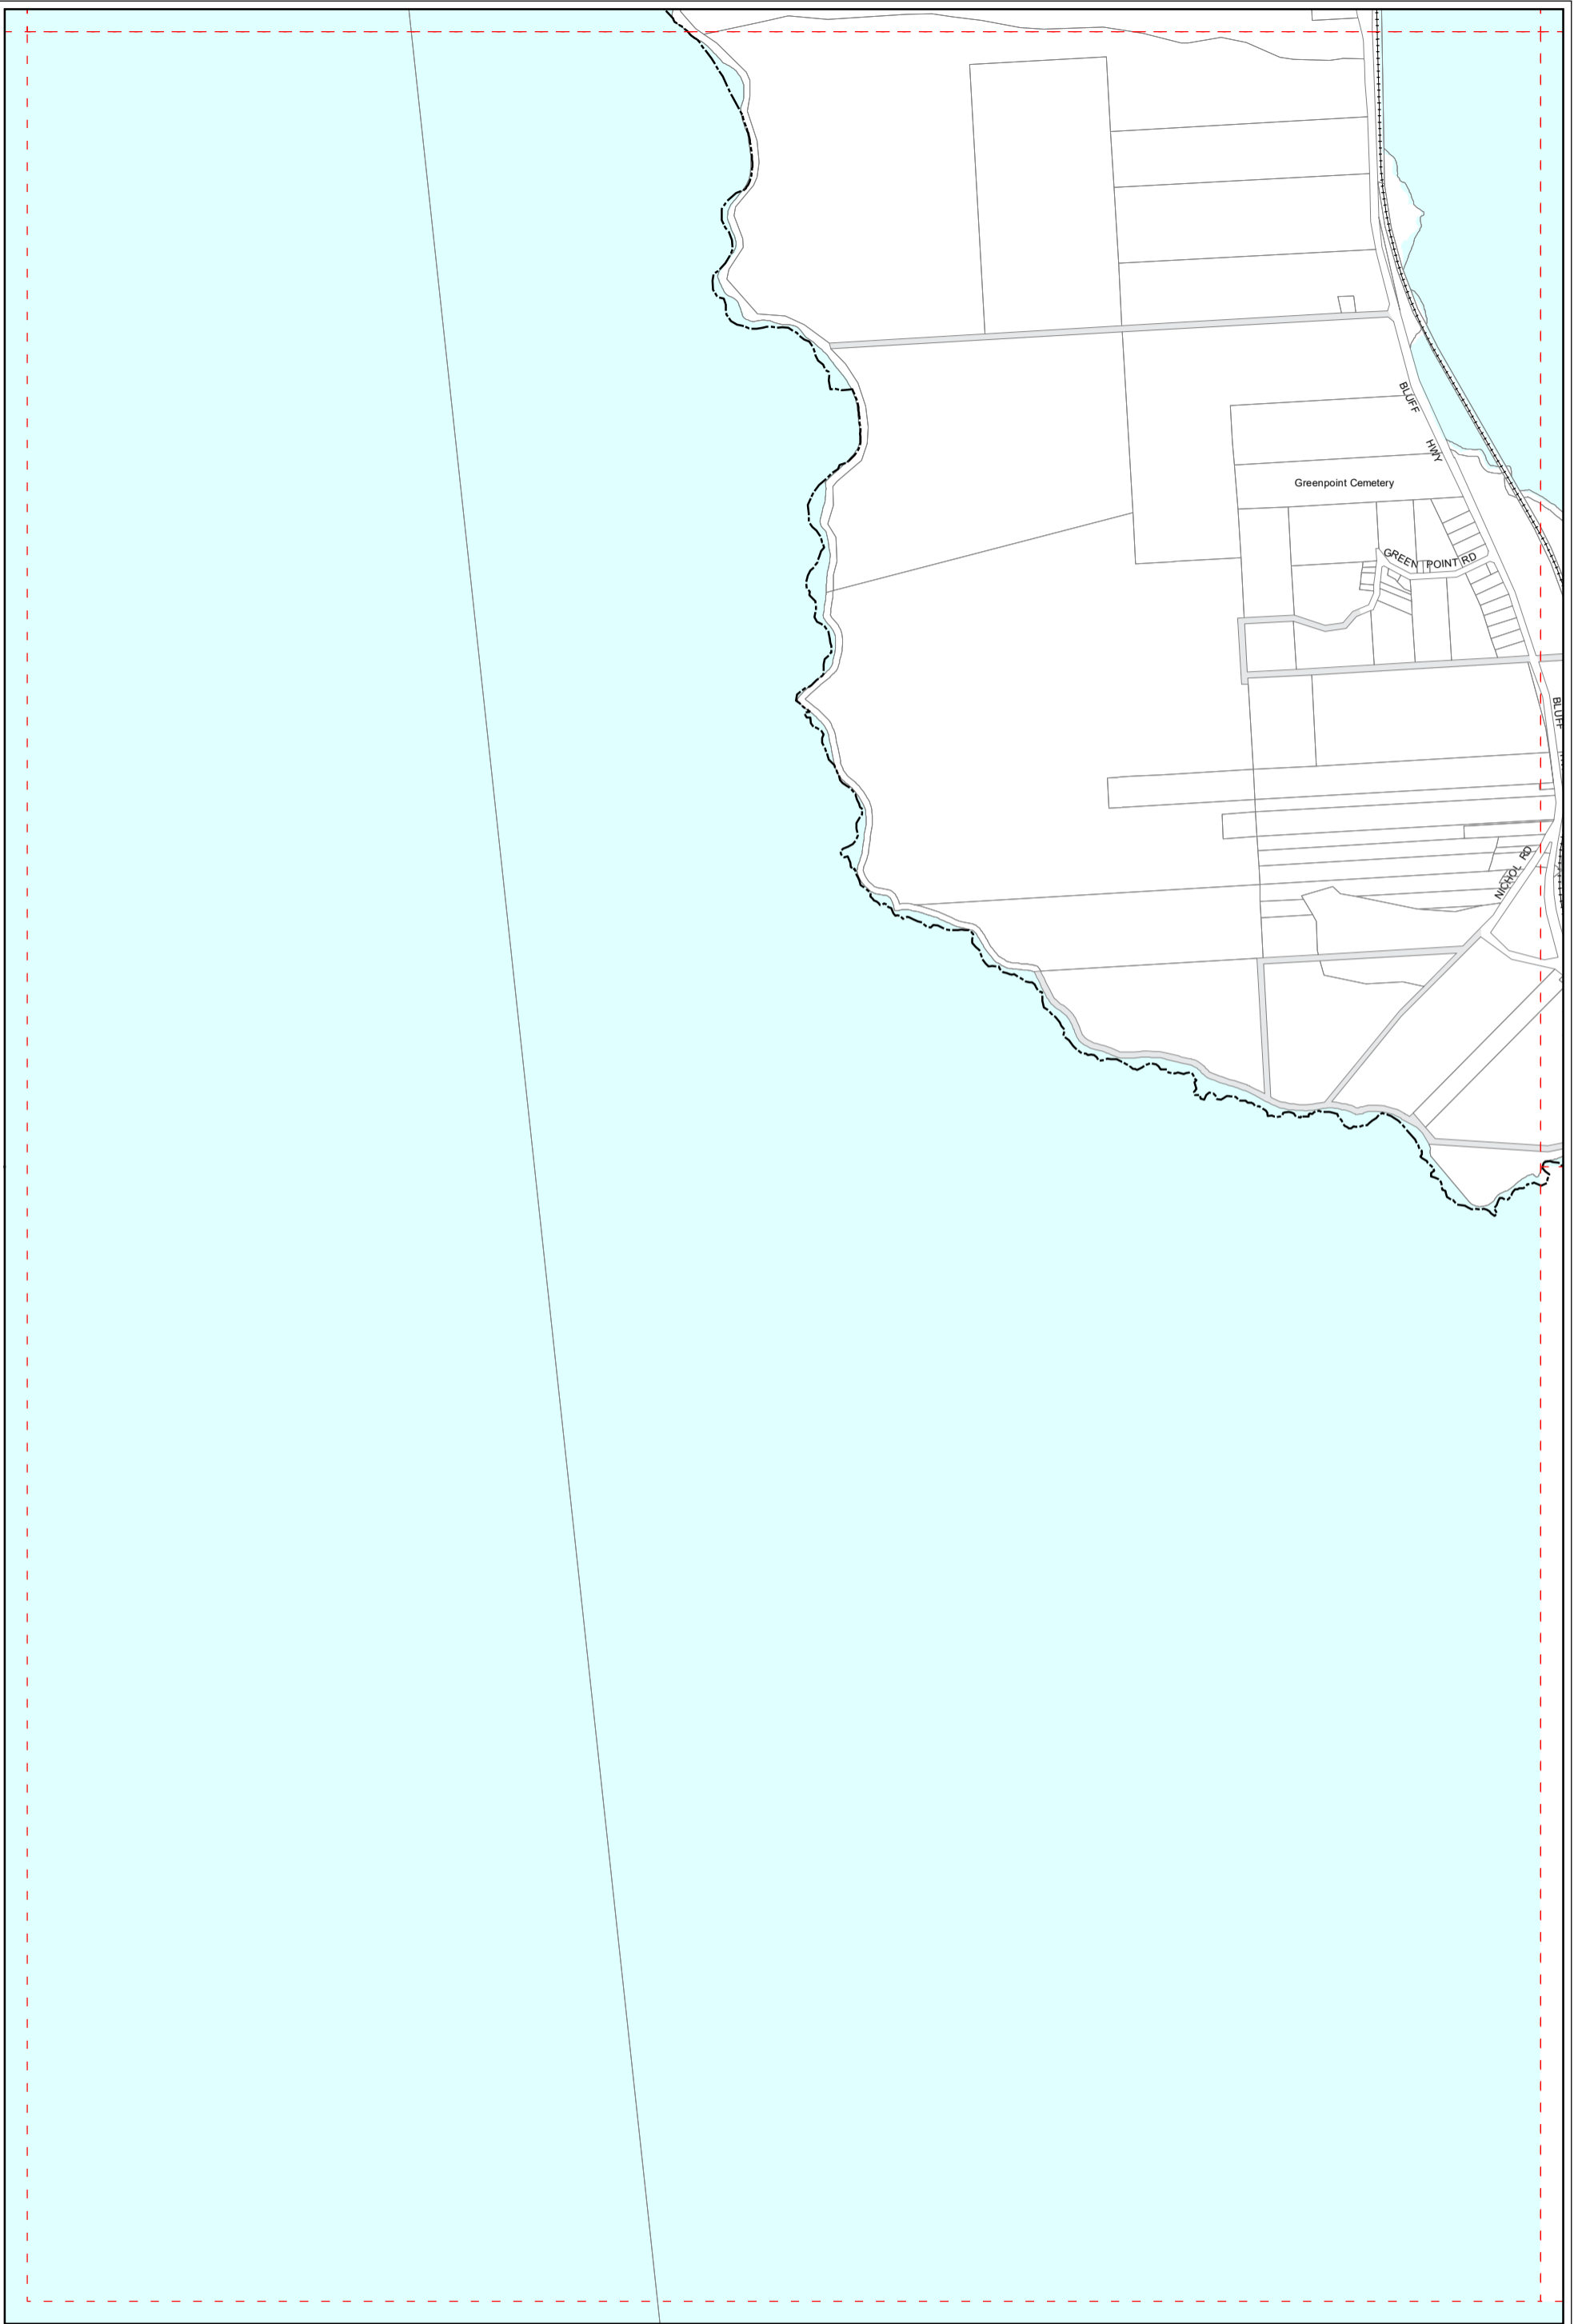 BLUFF
HWY
Greenpoint Cemetery
GREEN POINT RD
BLUFF
NICHOL RD